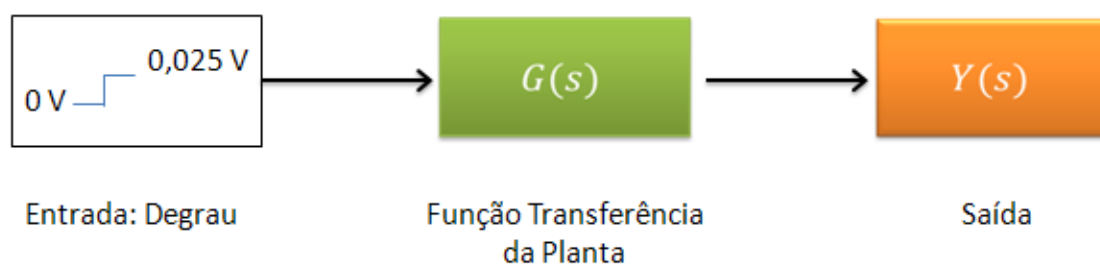 0 V
0,025 V
G(s)
Y(s)
Entrada: Degrau
Função Transferência
da Planta
Saída